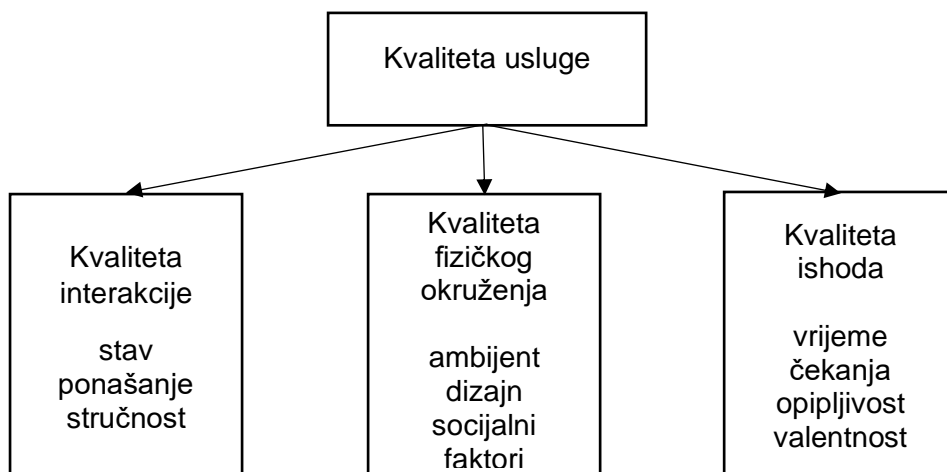 Kvaliteta usluge
Kvaliteta
interakcije
stav
ponašanje
stručnost
Kvaliteta
fizičkog
okruženja
ambijent
dizajn
socijalni
faktori
Kvaliteta
ishoda
vrijeme
čekanja
opipljivost
valentnost